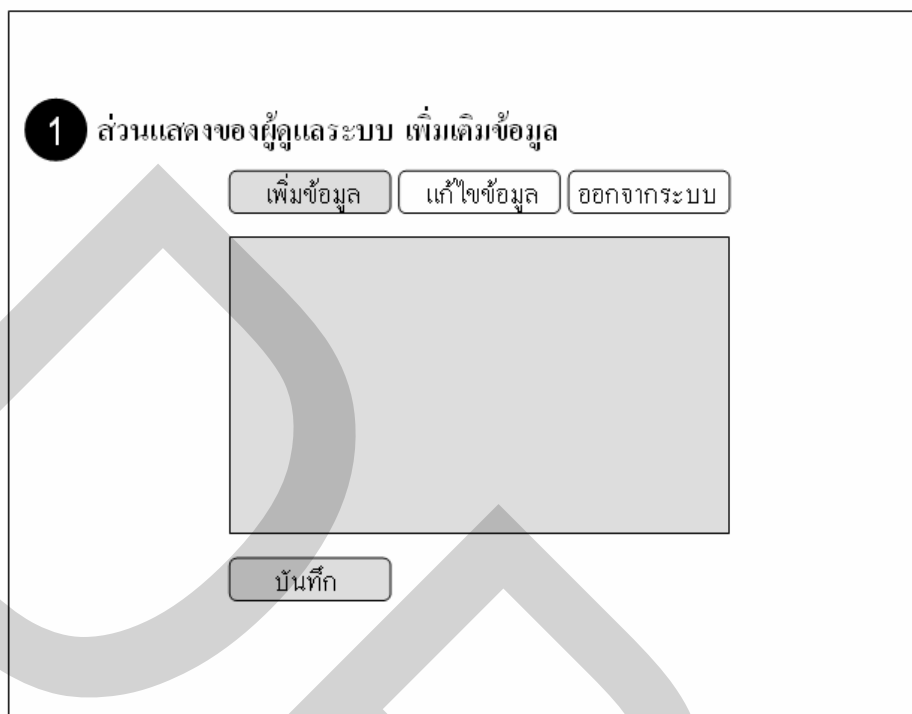 1 ส่วนแสดงของผู้ดูแลระบบ เพิ่มเติมข้อมูล
เพิ่มข้อมูล แก้ไขข้อมูล ออกจากระบบ
บันทึก